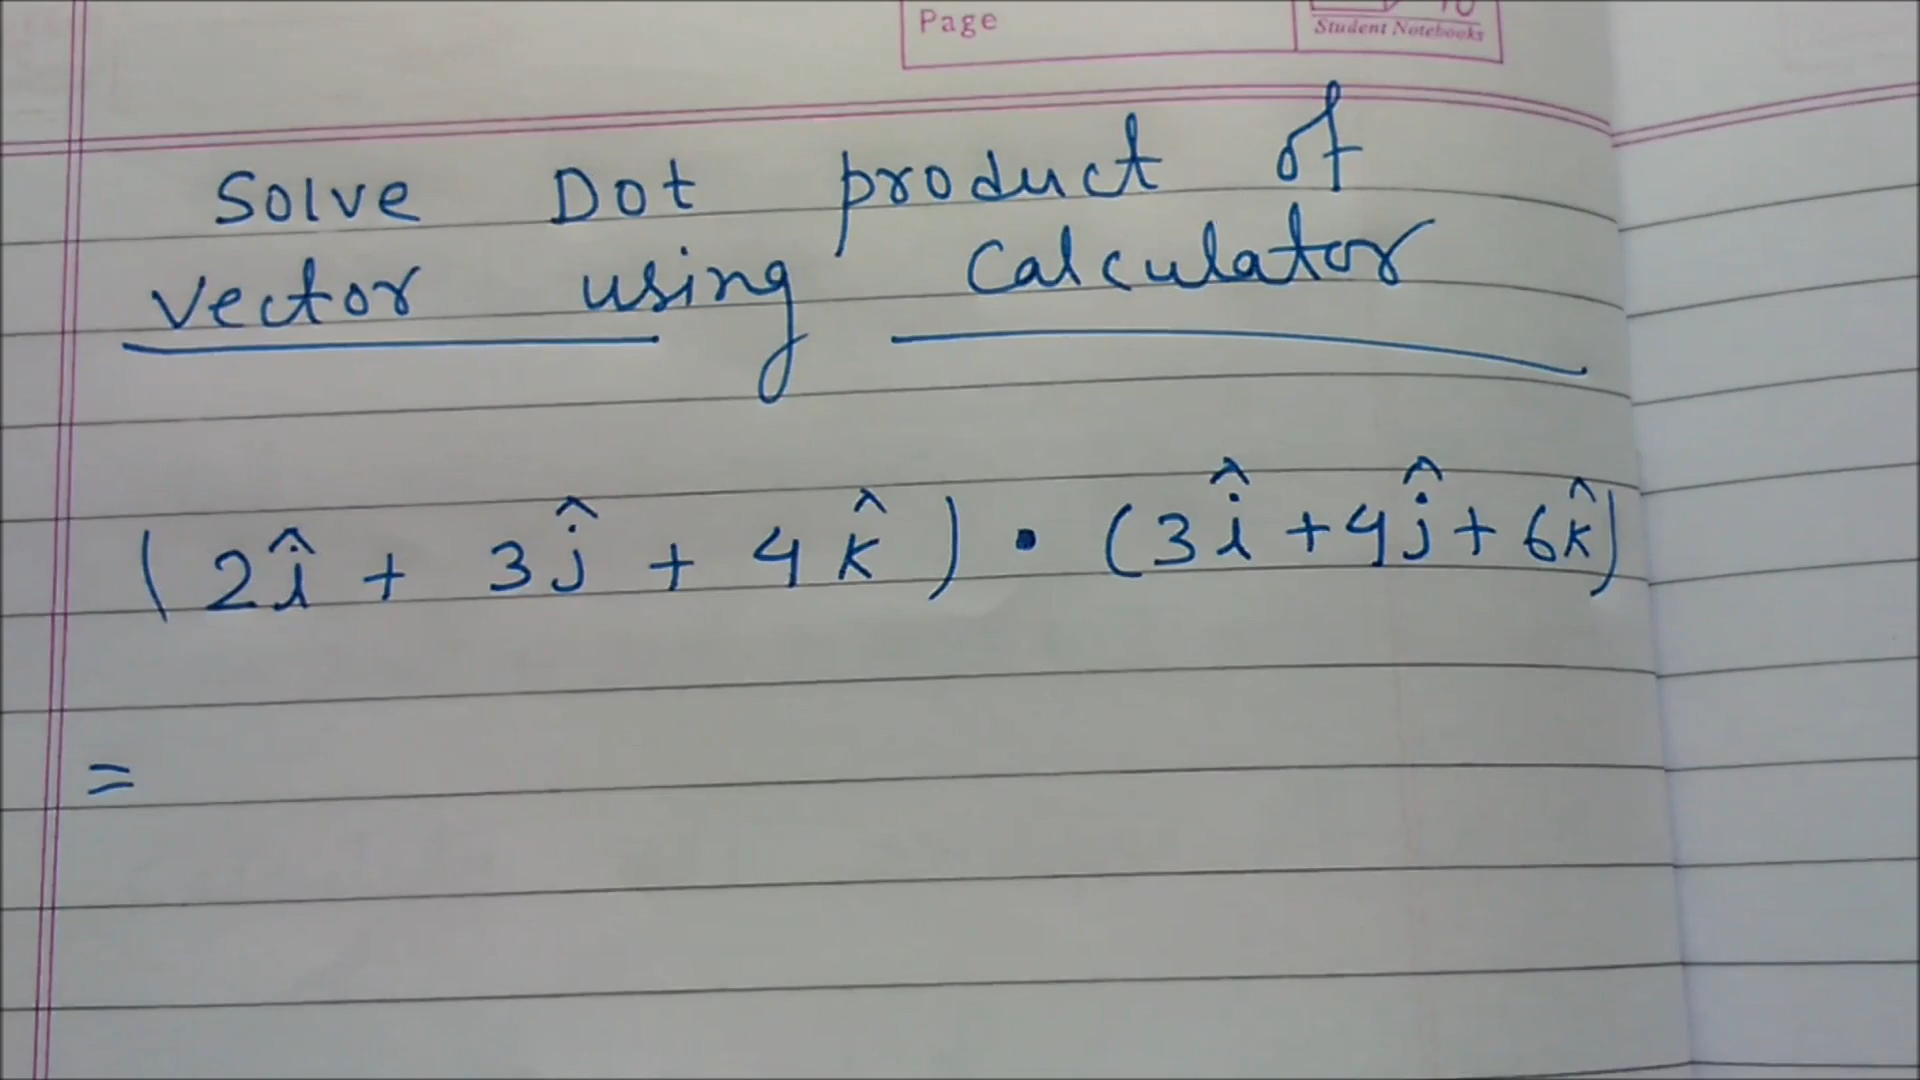 Page
Student Notebooks
Solve Dot product of
vector using Calculator
(2î + 3ĵ + 4k̂) • (3î + 4ĵ + 6k̂)
=